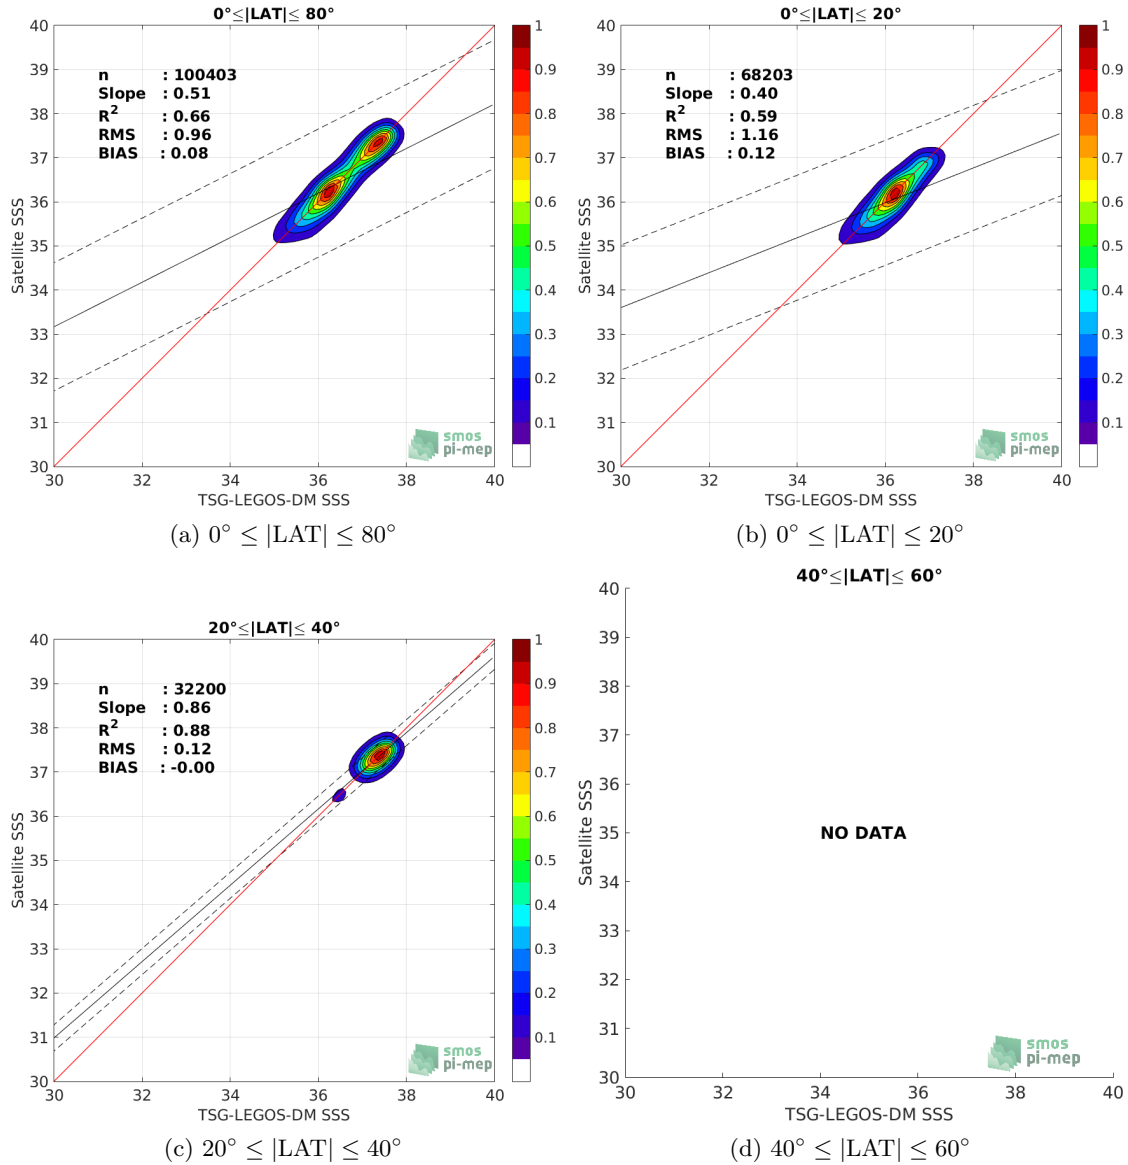 0°≤|LAT|≤ 80°
40
39
38
37
36
35
34
33
32
31
30
Satellite SSS
n : 100403
Slope : 0.51
R2 : 0.66
RMS : 0.96
BIAS : 0.08
smos
pi-mep
30 32 34 36 38 40
TSG-LEGOS-DM SSS
1
0.9
0.8
0.7
0.6
0.5
0.4
0.3
0.2
0.1
(a) 0° ≤ |LAT| ≤ 80°
0°≤|LAT|≤ 20°
40
39
38
37
36
35
34
33
32
31
30
Satellite SSS
n : 68203
Slope : 0.40
R2 : 0.59
RMS : 1.16
BIAS : 0.12
smos
pi-mep
30 32 34 36 38 40
TSG-LEGOS-DM SSS
1
0.9
0.8
0.7
0.6
0.5
0.4
0.3
0.2
0.1
(b) 0° ≤ |LAT| ≤ 20°
20°≤|LAT|≤ 40°
40
39
38
37
36
35
34
33
32
31
30
Satellite SSS
n : 32200
Slope : 0.86
R2 : 0.88
RMS : 0.12
BIAS : -0.00
smos
pi-mep
30 32 34 36 38 40
TSG-LEGOS-DM SSS
1
0.9
0.8
0.7
0.6
0.5
0.4
0.3
0.2
0.1
(c) 20° ≤ |LAT| ≤ 40°
40°≤|LAT|≤ 60°
40
39
38
37
36
35
34
33
32
31
30
Satellite SSS
NO DATA
smos
pi-mep
30 32 34 36 38 40
TSG-LEGOS-DM SSS
(d) 40° ≤ |LAT| ≤ 60°